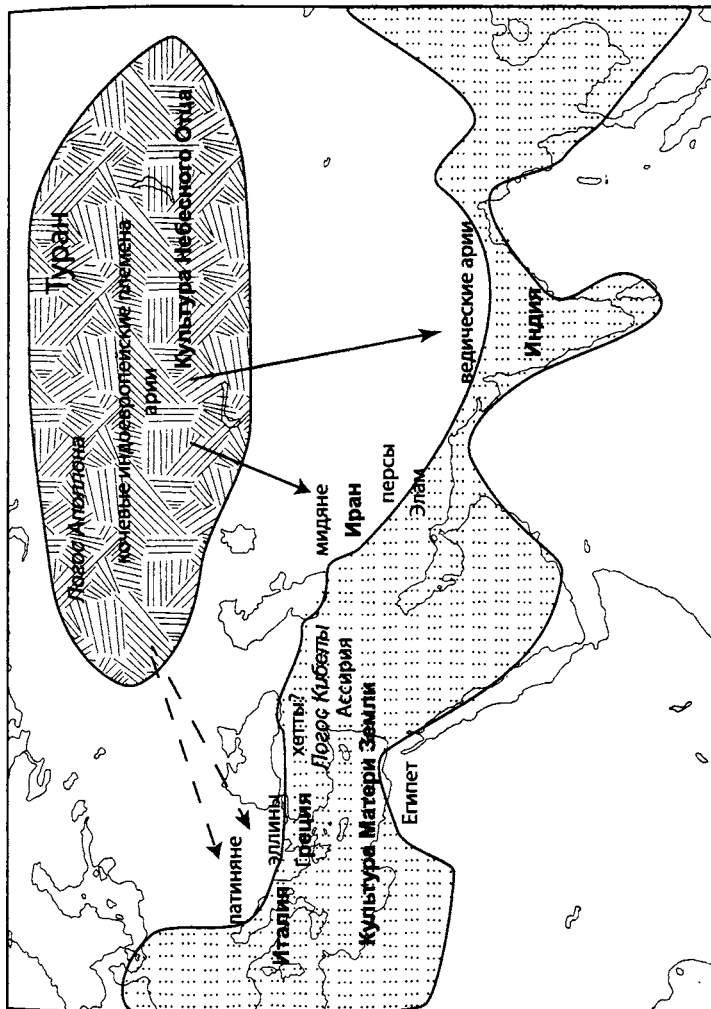 Туран
Логос Аполлона
кочевые индоевропейские племена
арии
Культура Небесного Отца
латиняне
эллины
хетты?
мидяне
ведические арии
Италия
Греция
Логос Кибелы
Иран
персы
Индия
Ассирия
Элам
Культура Матери Земли
Египет